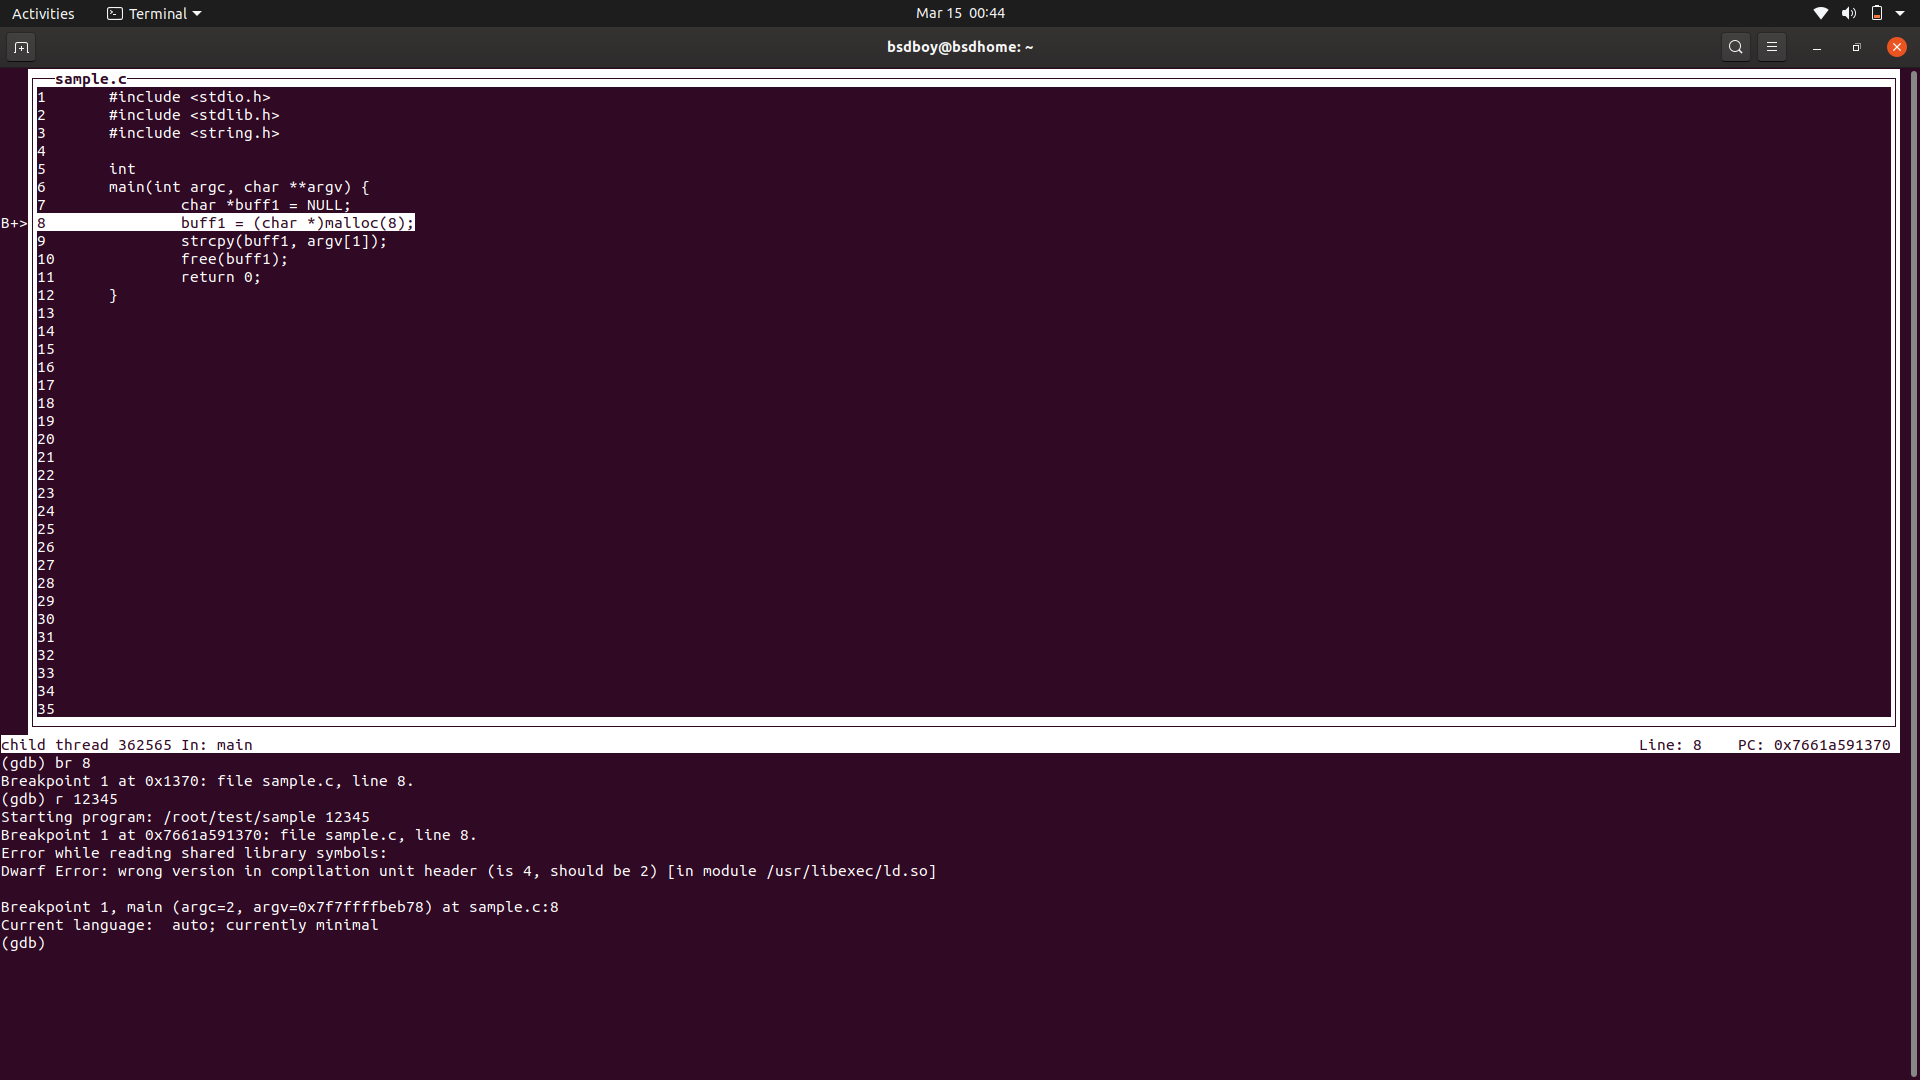 Activities
Terminal
Mar 15 00:44
bsdboy@bsdhome: ~
sample.c
1 #include <stdio.h>
2 #include <stdlib.h>
3 #include <string.h>
4
5 int
6 main(int argc, char **argv) {
7 char *buff1 = NULL;
B+> 8 buff1 = (char *)malloc(8);
9 strcpy(buff1, argv[1]);
10 free(buff1);
11 return 0;
12 }
13
14
15
16
17
18
19
20
21
22
23
24
25
26
27
28
29
30
31
32
33
34
35
child thread 362565 In: main Line: 8 PC: 0x7661a591370
(gdb) br 8
Breakpoint 1 at 0x1370: file sample.c, line 8.
(gdb) r 12345
Starting program: /root/test/sample 12345
Breakpoint 1 at 0x7661a591370: file sample.c, line 8.
Error while reading shared library symbols:
Dwarf Error: wrong version in compilation unit header (is 4, should be 2) [in module /usr/libexec/ld.so]
Breakpoint 1, main (argc=2, argv=0x7f7ffffbeb78) at sample.c:8
Current language:  auto; currently minimal
(gdb)